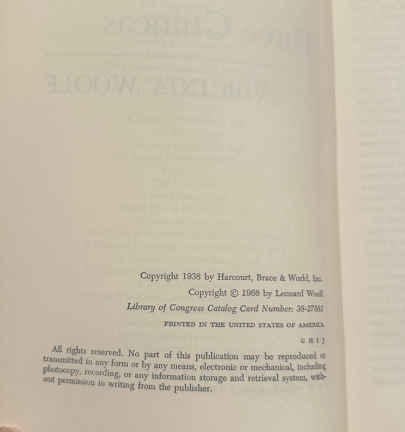 Copyright 1938 by Harcourt, Brace & World, Inc.
Copyright © 1966 by Leonard Woolf
Library of Congress Catalog Card Number: 38-27681
PRINTED IN THE UNITED STATES OF AMERICA
G H I J
All rights reserved. No part of this publication may be reproduced or
transmitted in any form or by any means, electronic or mechanical, including
photocopy, recording, or any information storage and retrieval system, with-
out permission in writing from the publisher.